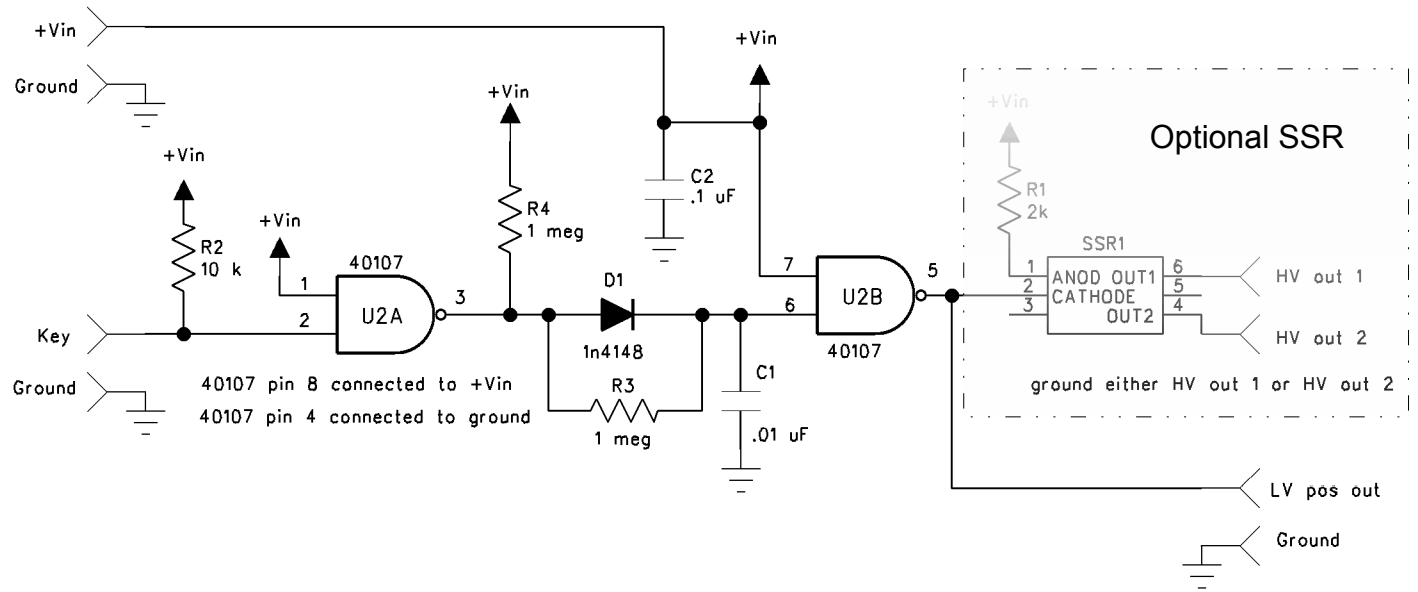 +Vin
Ground
+Vin
+Vin
+Vin
+Vin
Optional SSR
+Vin
R2
10 k
R4
1 meg
C2
.1 uF
R1
2k
SSR1
1
2
40107
U2A
3
D1
1n4148
R3
1 meg
C1
.01 uF
7
6
U2B
5
40107
1
2
3
ANOD OUT1
CATHODE
OUT2
6
5
4
HV out 1
HV out 2
Key
Ground
40107 pin 8 connected to +Vin
40107 pin 4 connected to ground
ground either HV out 1 or HV out 2
LV pos out
Ground